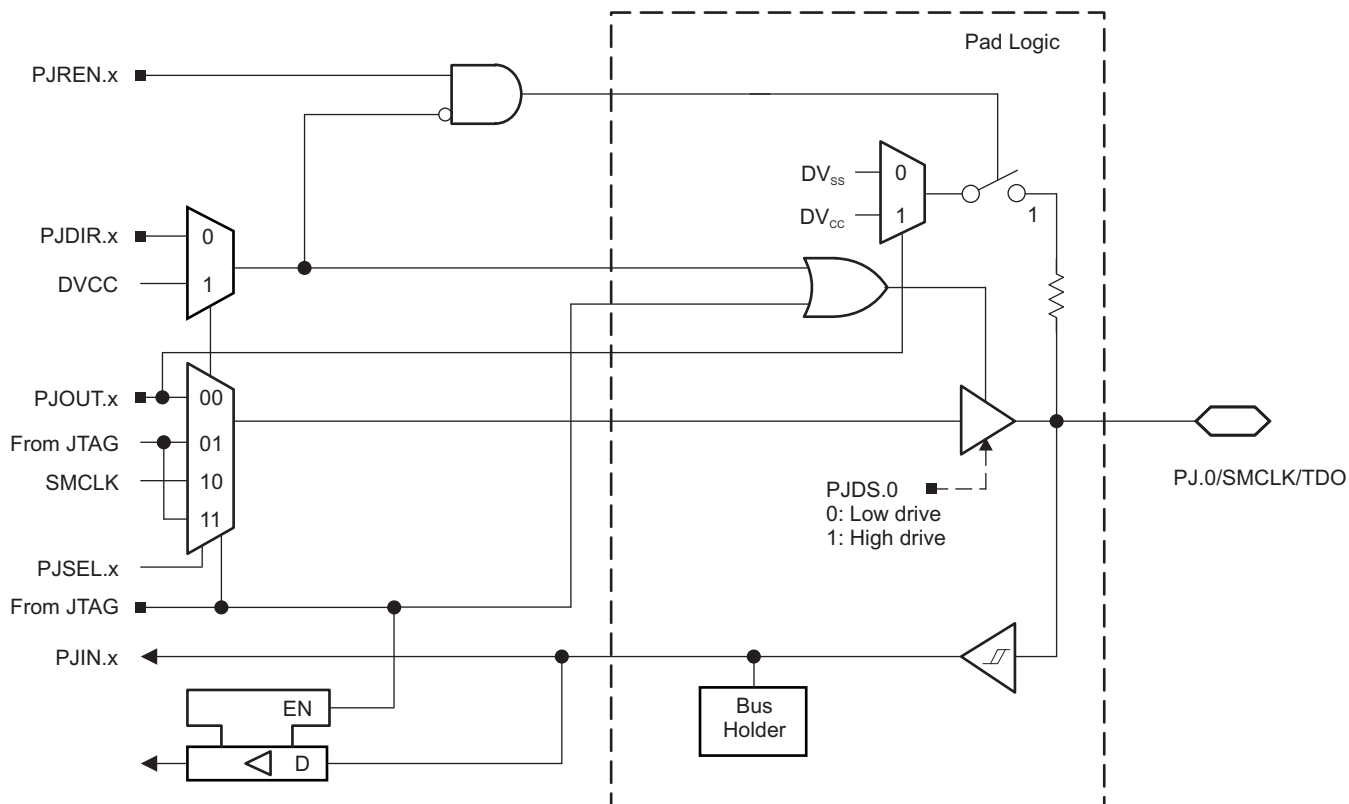 Pad Logic
PJREN.x
DVSS
0
DVCC
1
1
PJDIR.x
0
DVCC
1
PJOUT.x
00
From JTAG
01
SMCLK
10
11
PJDS.0
0: Low drive
1: High drive
PJ.0/SMCLK/TDO
PJSEL.x
From JTAG
PJIN.x
Bus
Holder
EN
D